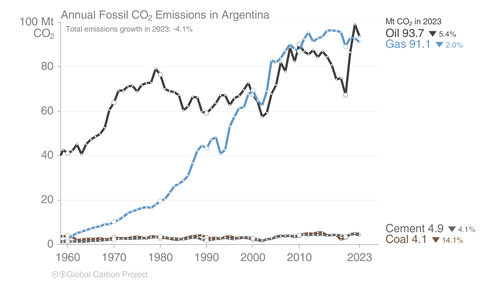 Annual Fossil CO₂ Emissions in Argentina
100 Mt
CO₂
Total emissions growth in 2023: -4.1%
80
60
40
20
0
1960 1970 1980 1990 2000 2010 2023
Mt CO₂ in 2023
Oil 93.7 ▼ 5.4%
Gas 91.1 ▼ 2.0%
Cement 4.9 ▼ 4.1%
Coal 4.1 ▼ 14.1%
Global Carbon Project